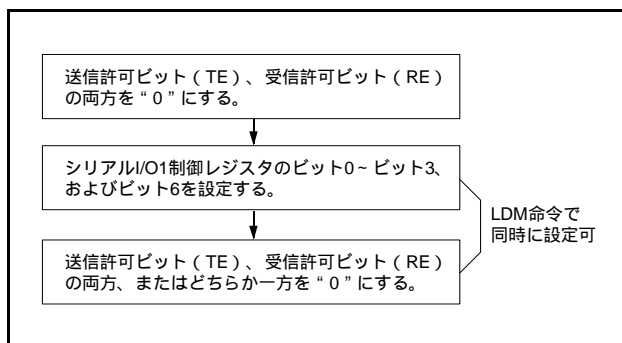 送信許可ビット（TE）、受信許可ビット（RE）
の両方を“0”にする。
シリアルI/O1制御レジスタのビット0～ビット3、
およびビット6を設定する。
LDM命令で
同時に設定可
送信許可ビット（TE）、受信許可ビット（RE）
の両方、またはどちらか一方を“0”にする。